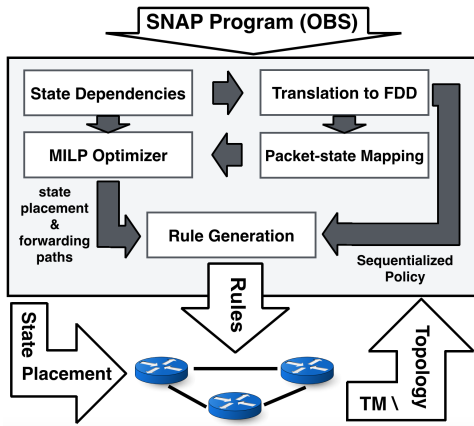 SNAP Program (OBS)
State Dependencies
Translation to FDD
MILP Optimizer
Packet-state Mapping
state
placement
&
forwarding
paths
Rule Generation
Sequentialized
Policy
Rules
State
Placement
Topology
TM \